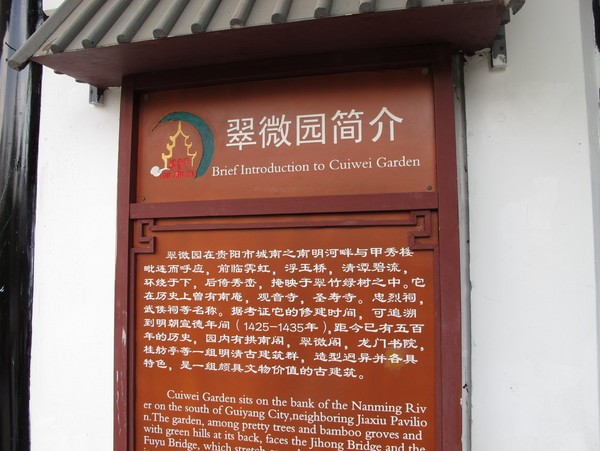 翠微园简介
Brief Introduction to Cuiwei Garden
翠微园在贵阳市城南之南明河畔与甲秀楼
毗连而呼应，前临霁虹，浮玉桥，清潭碧流，
环绕于下，后倚秀峦，掩映于翠竹绿树之中。它
在历史上曾有南庵，观音寺，圣寿寺。忠烈祠，
武侯祠等名称。据考证它的修建时间，可追溯
到明朝宣德年间（1425—1435年），距今已有五百
年的历史，园内有拱南阁，翠微阁，龙门书院，
桂舫亭等一组明清古建筑群，造型迥异并各具
特色，是一组颇具文物价值的古建筑。
Cuiwei Garden sits on the bank of the Nanming Riv
er on the south of Guiyang City,neighboring Jiaxiu Pavilio
n.The garden, among pretty trees and bamboo groves and
with green hills at its back, faces the Jihong Bridge and the
Fuyu Bridge, which